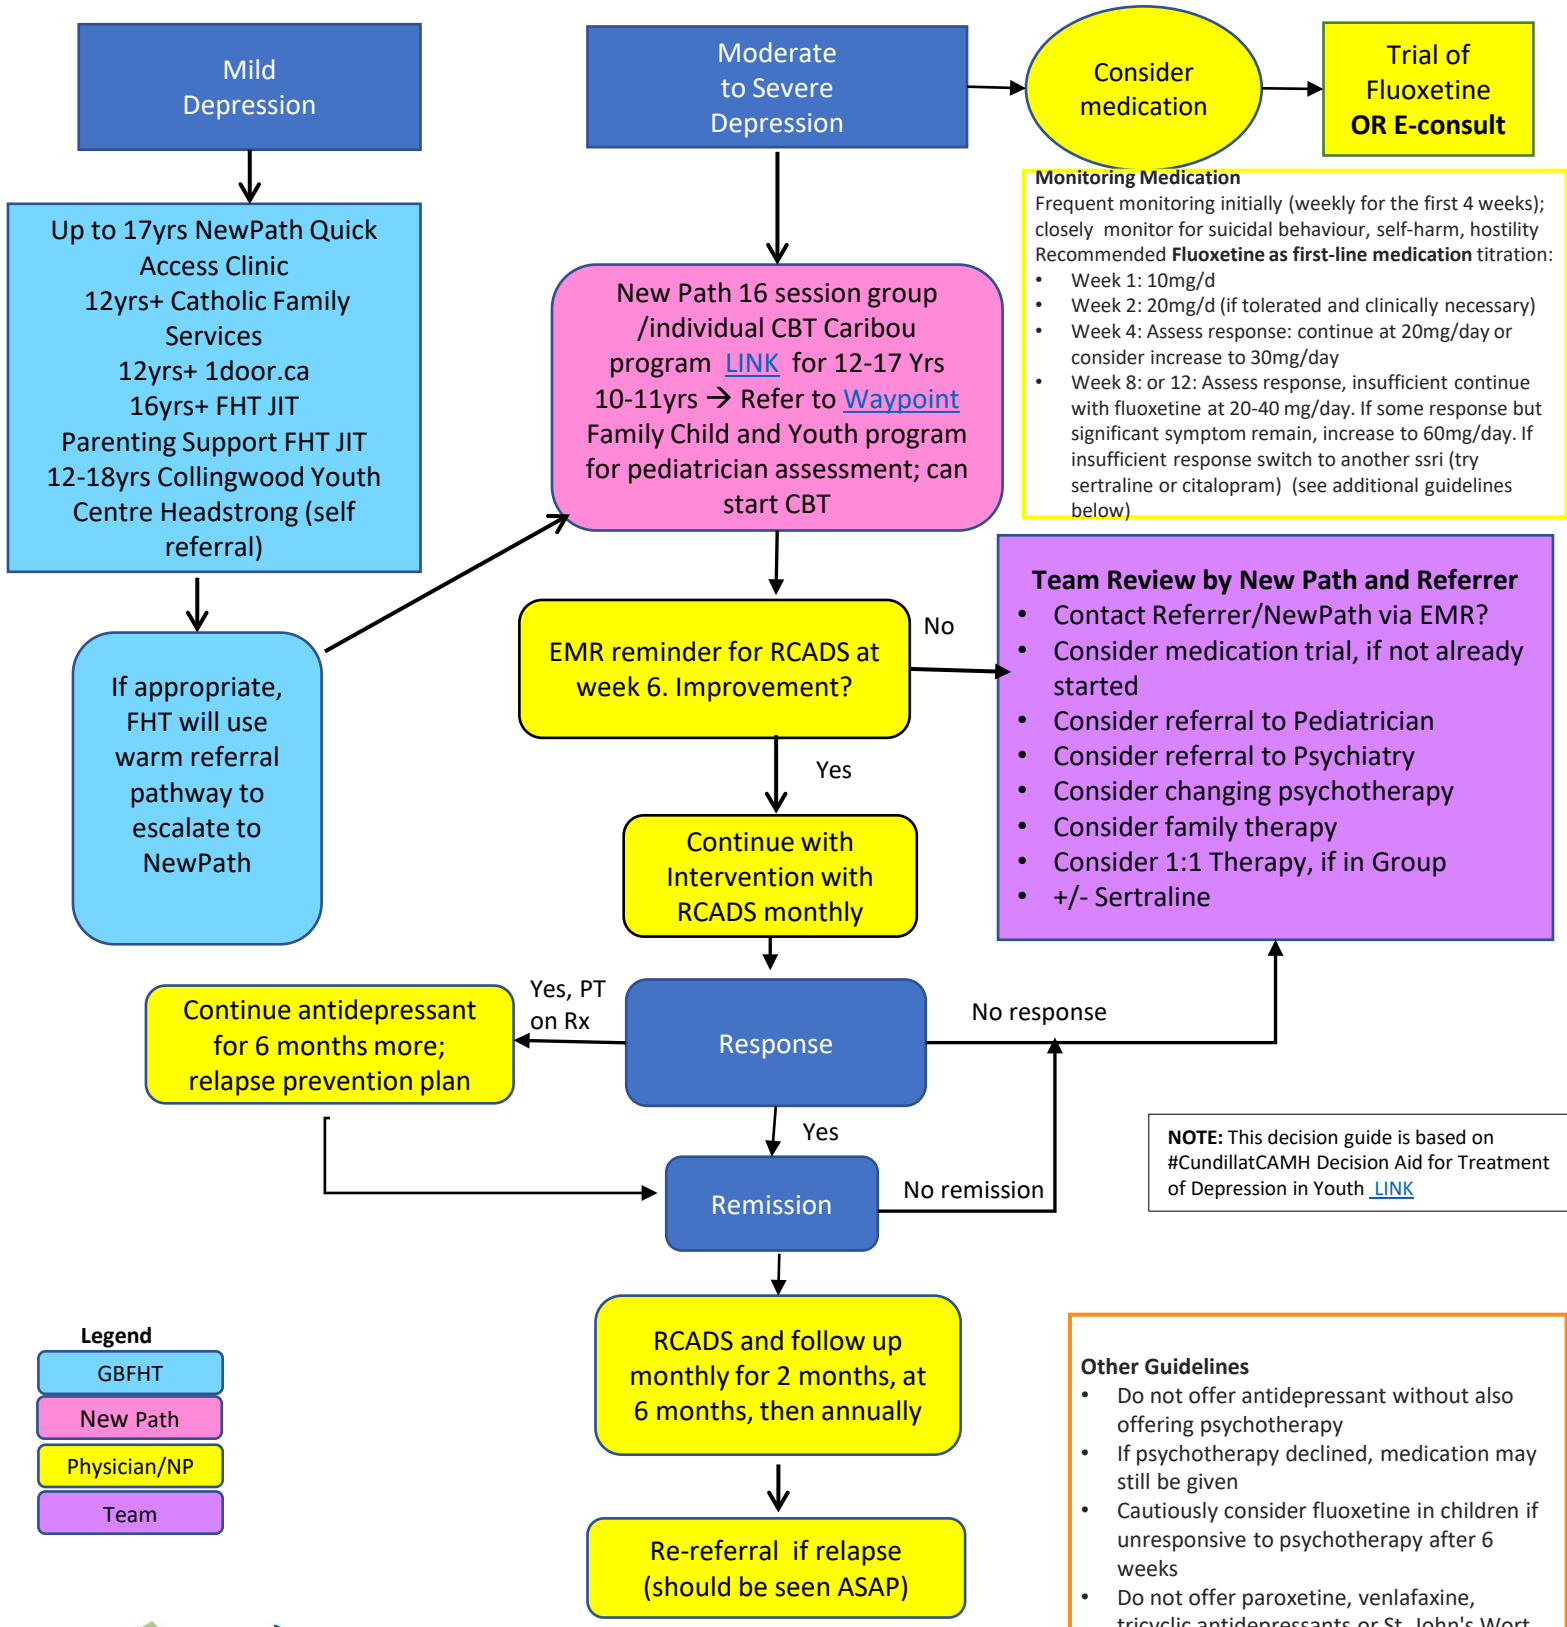 Mild
Depression
Moderate
to Severe
Depression
Consider
medication
Trial of
Fluoxetine
OR E-consult
Up to 17yrs NewPath Quick
Access Clinic
12yrs+ Catholic Family
Services
12yrs+ 1door.ca
16yrs+ FHT JIT
Parenting Support FHT JIT
12-18yrs Collingwood Youth
Centre Headstrong (self
referral)
New Path 16 session group
/individual CBT Caribou
program LINK for 12-17 Yrs
10-11yrs → Refer to Waypoint
Family Child and Youth program
for pediatrician assessment; can
start CBT
Monitoring Medication
Frequent monitoring initially (weekly for the first 4 weeks);
closely monitor for suicidal behaviour, self-harm, hostility
Recommended Fluoxetine as first-line medication titration:
• Week 1: 10mg/d
• Week 2: 20mg/d (if tolerated and clinically necessary)
• Week 4: Assess response: continue at 20mg/day or
consider increase to 30mg/day
• Week 8: or 12: Assess response, insufficient continue
with fluoxetine at 20-40 mg/day. If some response but
significant symptom remain, increase to 60mg/day. If
insufficient response switch to another ssri (try
sertraline or citalopram) (see additional guidelines
below)
If appropriate,
FHT will use
warm referral
pathway to
escalate to
NewPath
EMR reminder for RCADS at
week 6. Improvement?
No
Team Review by New Path and Referrer
• Contact Referrer/NewPath via EMR?
• Consider medication trial, if not already
started
• Consider referral to Pediatrician
• Consider referral to Psychiatry
• Consider changing psychotherapy
• Consider family therapy
• Consider 1:1 Therapy, if in Group
• +/- Sertraline
Yes
Continue with
Intervention with
RCADS monthly
Continue antidepressant
for 6 months more;
relapse prevention plan
Yes, PT
on Rx
Response
No response
Yes
Remission
No remission
NOTE: This decision guide is based on
#CundillatCAMH Decision Aid for Treatment
of Depression in Youth LINK
RCADS and follow up
monthly for 2 months, at
6 months, then annually
Re-referral if relapse
(should be seen ASAP)
Legend
GBFHT
New Path
Physician/NP
Team
Other Guidelines
• Do not offer antidepressant without also
offering psychotherapy
• If psychotherapy declined, medication may
still be given
• Cautiously consider fluoxetine in children if
unresponsive to psychotherapy after 6
weeks
• Do not offer paroxetine, venlafaxine,
tricyclic antidepressants or St. John's Wort